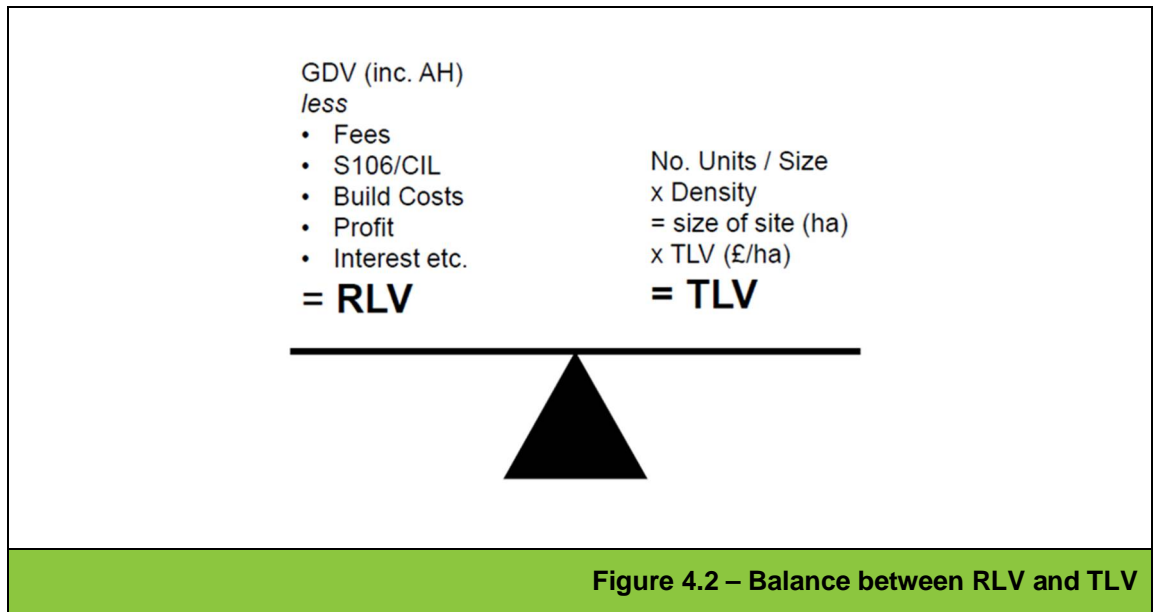 GDV (inc. AH)
less
• Fees
• S106/CIL
• Build Costs
• Profit
• Interest etc.
= RLV
No. Units / Size
x Density
= size of site (ha)
x TLV (£/ha)
= TLV
Figure 4.2 – Balance between RLV and TLV